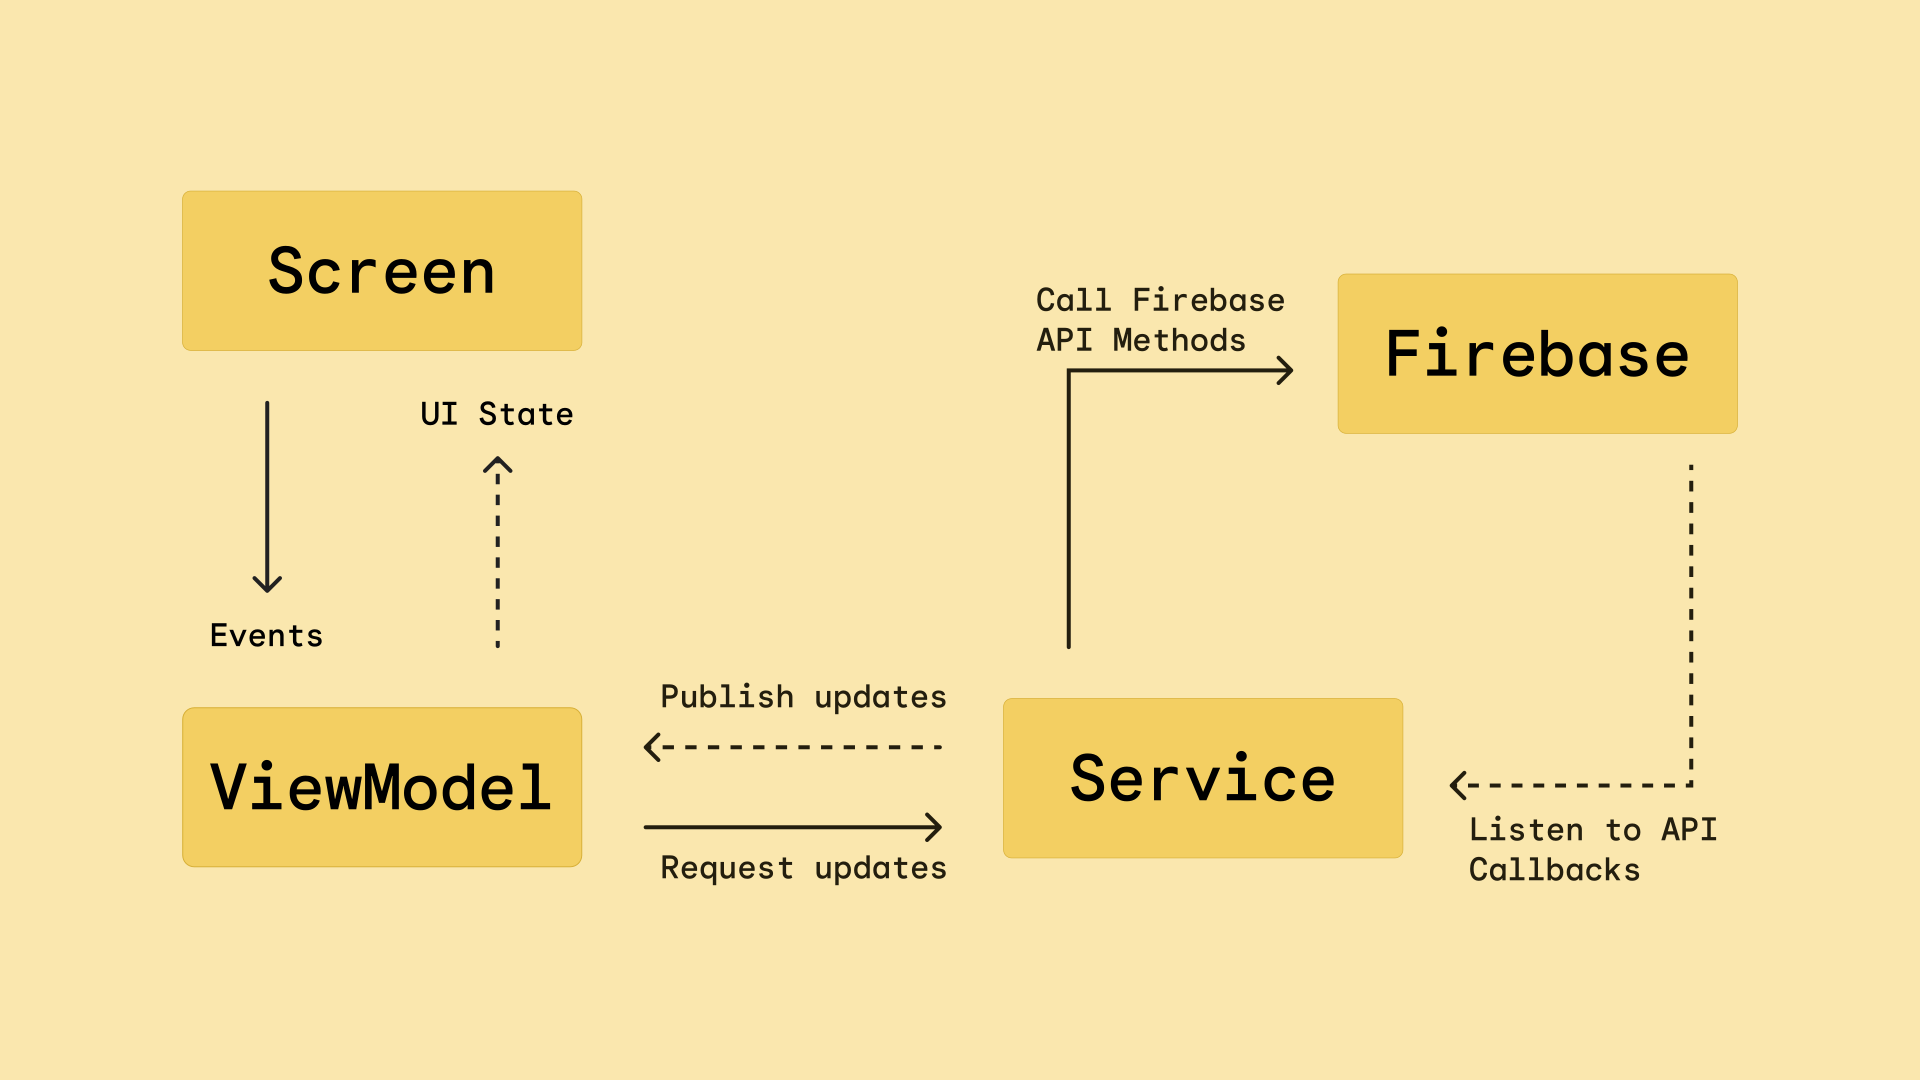 Screen
UI State
Events
ViewModel
Publish updates
Request updates
Call Firebase
API Methods
Firebase
Service
Listen to API
Callbacks